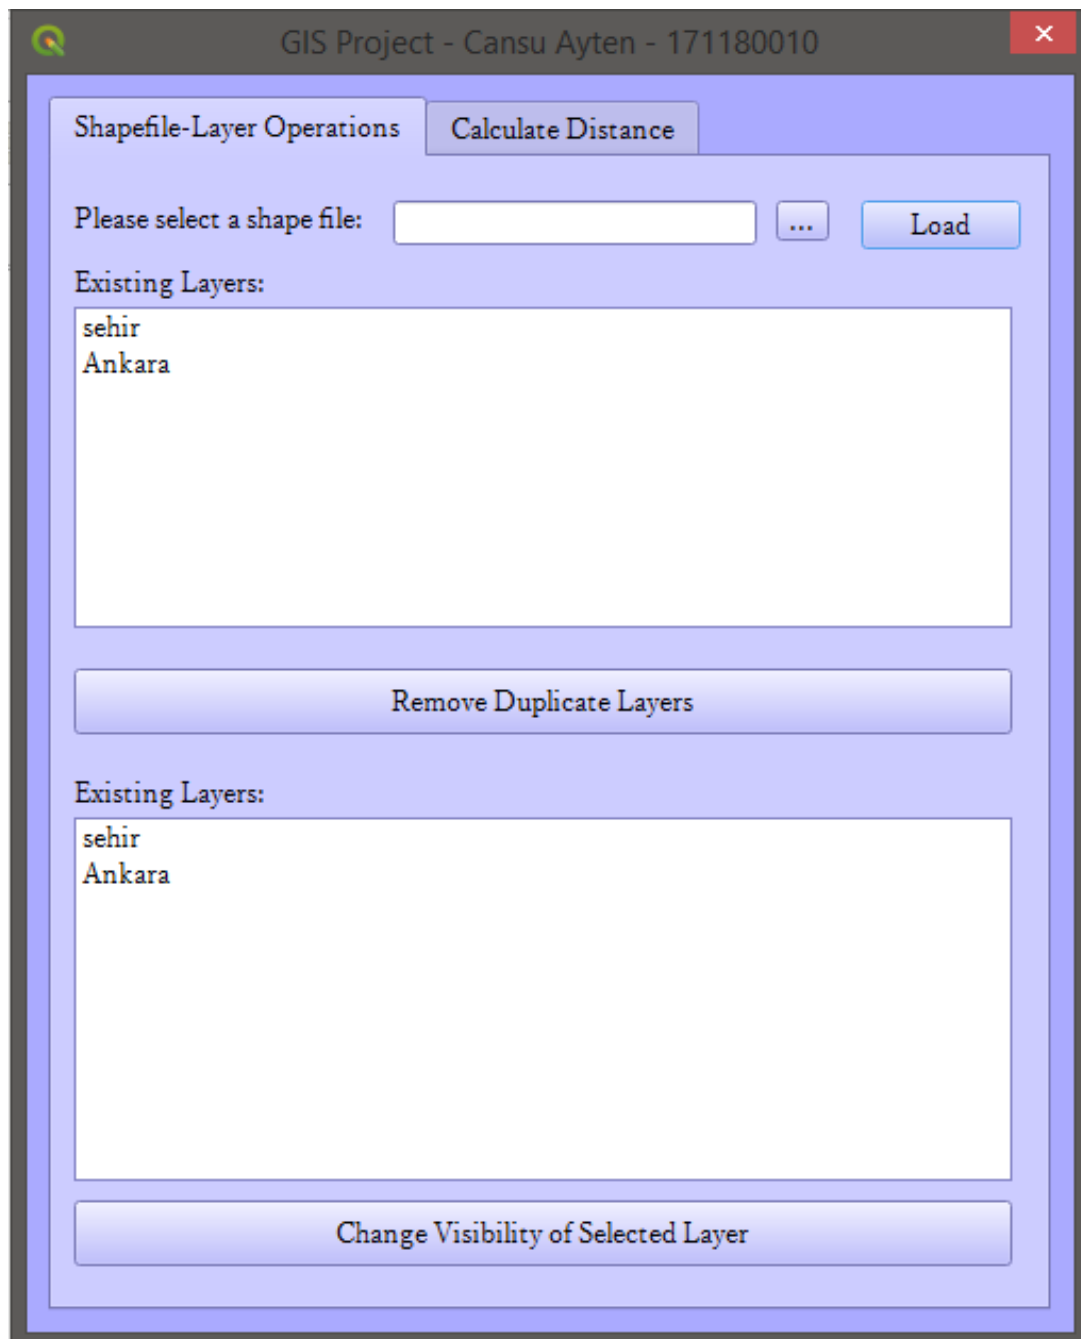 GIS Project - Cansu Ayten - 171180010
Shapefile-Layer Operations
Calculate Distance
Please select a shape file:
...
Load
Existing Layers:
sehir
Ankara
Remove Duplicate Layers
Existing Layers:
sehir
Ankara
Change Visibility of Selected Layer